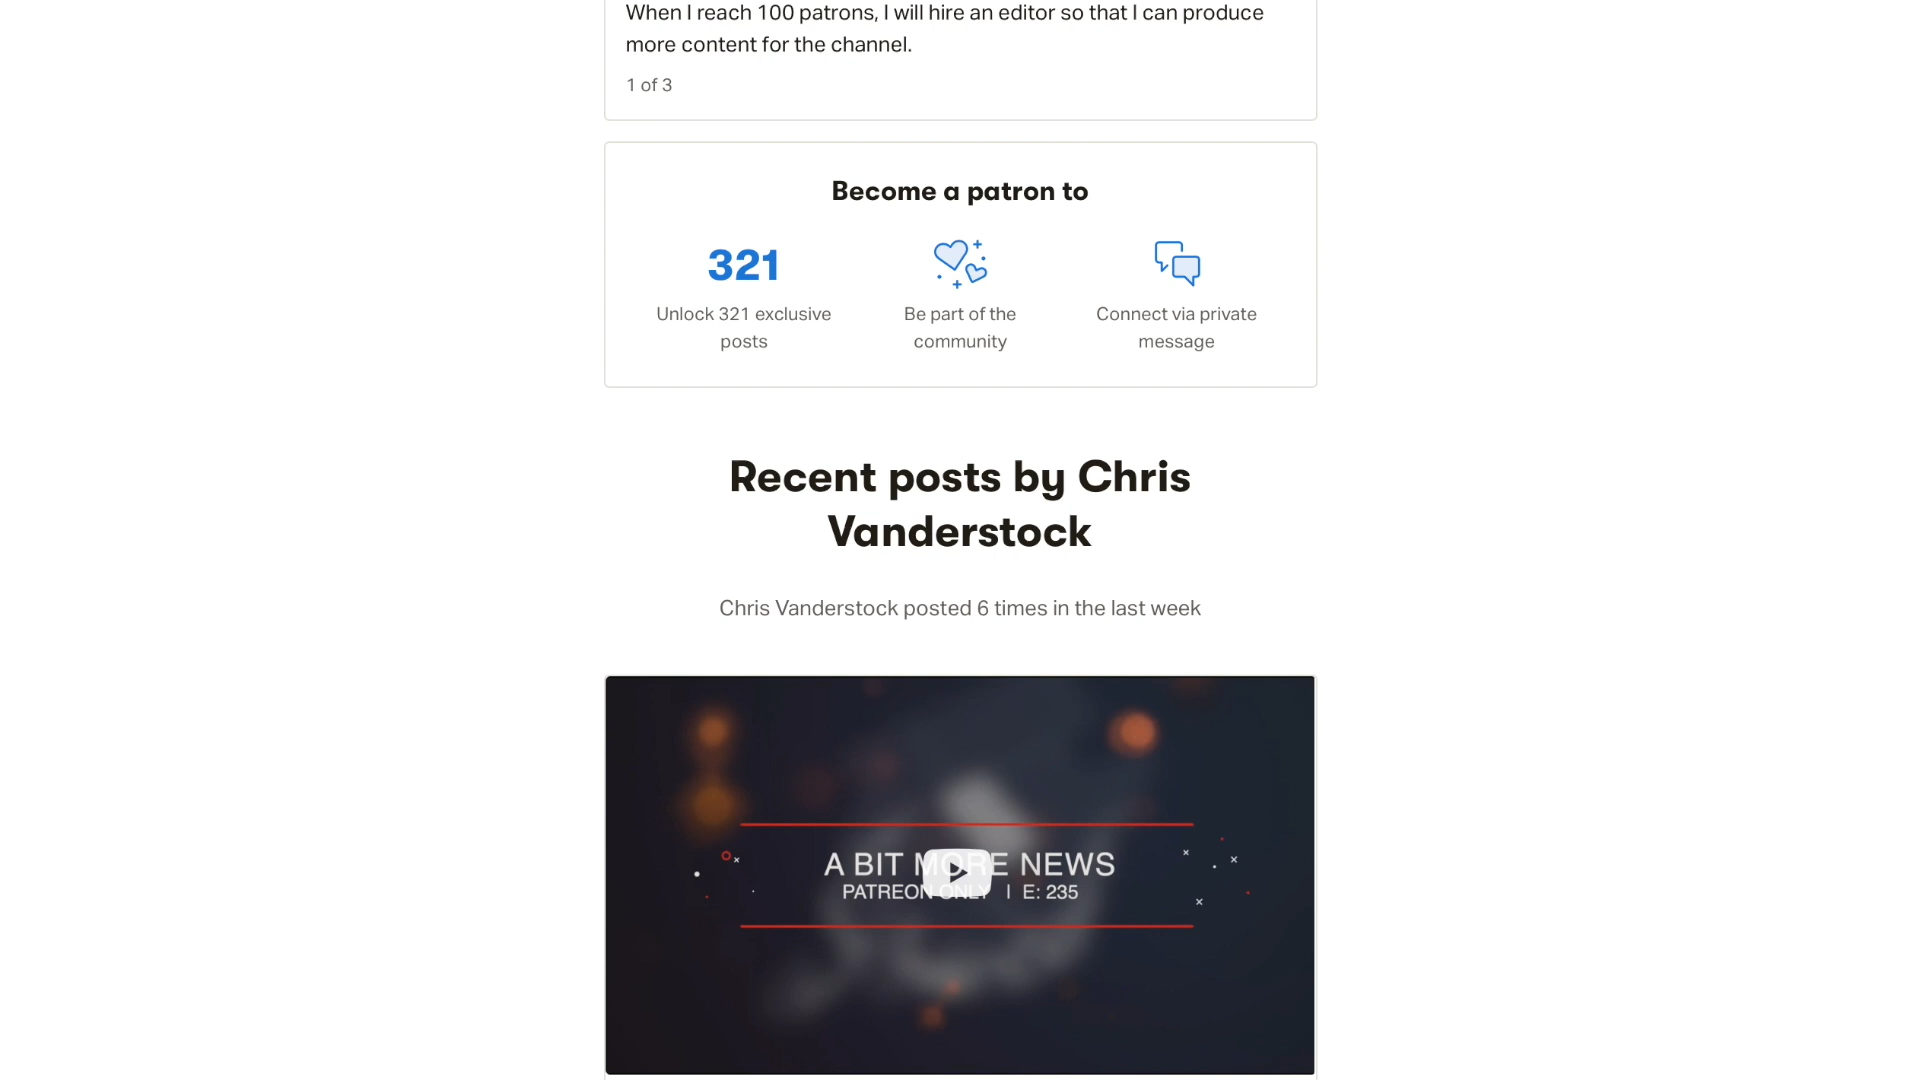 When I reach 100 patrons, I will hire an editor so that I can produce
more content for the channel.
1 of 3
Become a patron to
321
Unlock 321 exclusive
posts
Be part of the
community
Connect via private
message
Recent posts by Chris
Vanderstock
Chris Vanderstock posted 6 times in the last week
A BIT MORE NEWS
PATREON ONLY | E: 235